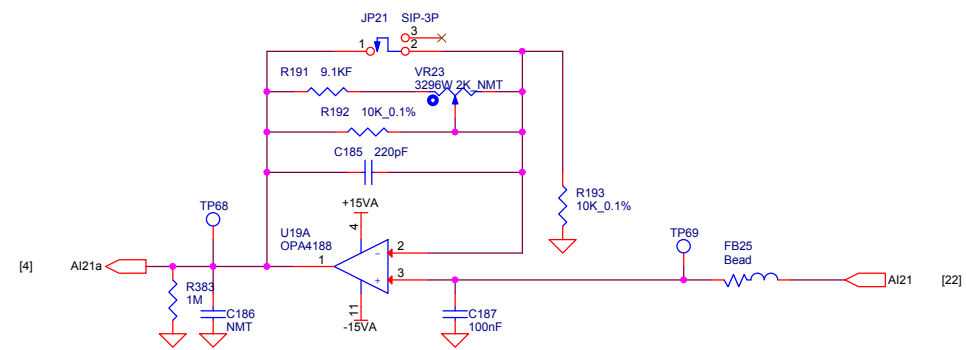 JP21 SIP-3P
3
1 2
R191 9.1KF
VR23
3296W 2K_NMT
R192 10K_0.1%
C185 220pF
R193
10K_0.1%
TP68
+15VA
4
U19A
OPA4188
TP69
FB25
Bead
2
1
3
[4]
AI21a
AI21
[22]
R383
1M
C186
NMT
11
-15VA
C187
100nF